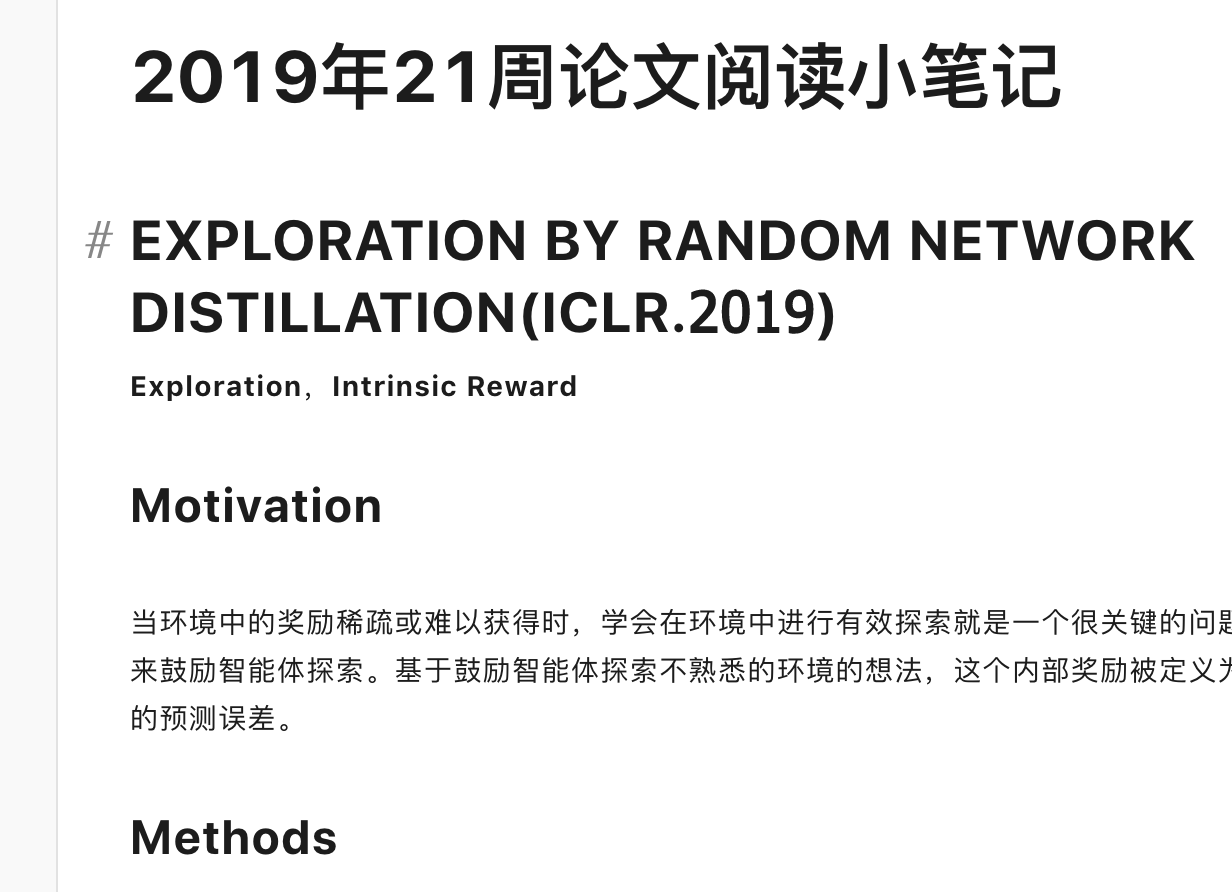 2019年21周论文阅读小笔记
# EXPLORATION BY RANDOM NETWORK
DISTILLATION(ICLR.2019)
Exploration，Intrinsic Reward
Motivation
当环境中的奖励稀疏或难以获得时，学会在环境中进行有效探索就是一个很关键的问题
来鼓励智能体探索。基于鼓励智能体探索不熟悉的环境的想法，这个内部奖励被定义为
的预测误差。
Methods